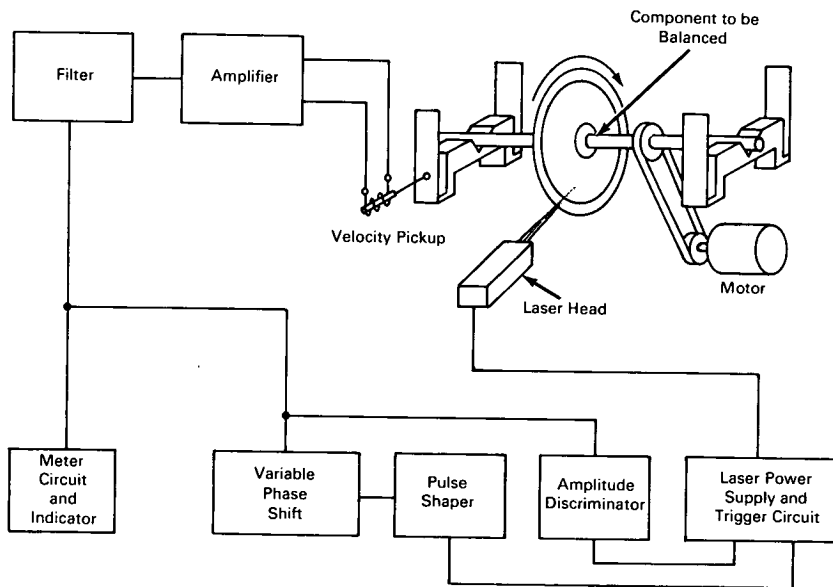 Component to be
Balanced
Filter
Amplifier
Velocity Pickup
Motor
Laser Head
Meter
Circuit
and
Indicator
Variable
Phase
Shift
Pulse
Shaper
Amplitude
Discriminator
Laser Power
Supply and
Trigger Circuit